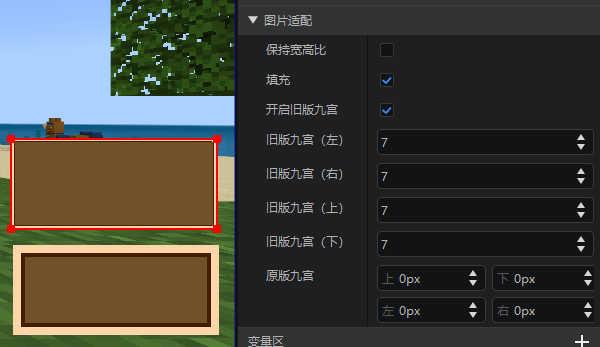 图片适配
保持宽高比
填充
开启旧版九宫
旧版九宫（左） 7
旧版九宫（右） 7
旧版九宫（上） 7
旧版九宫（下） 7
原版九宫 上 0px 下 0px
左 0px 右 0px
变量区